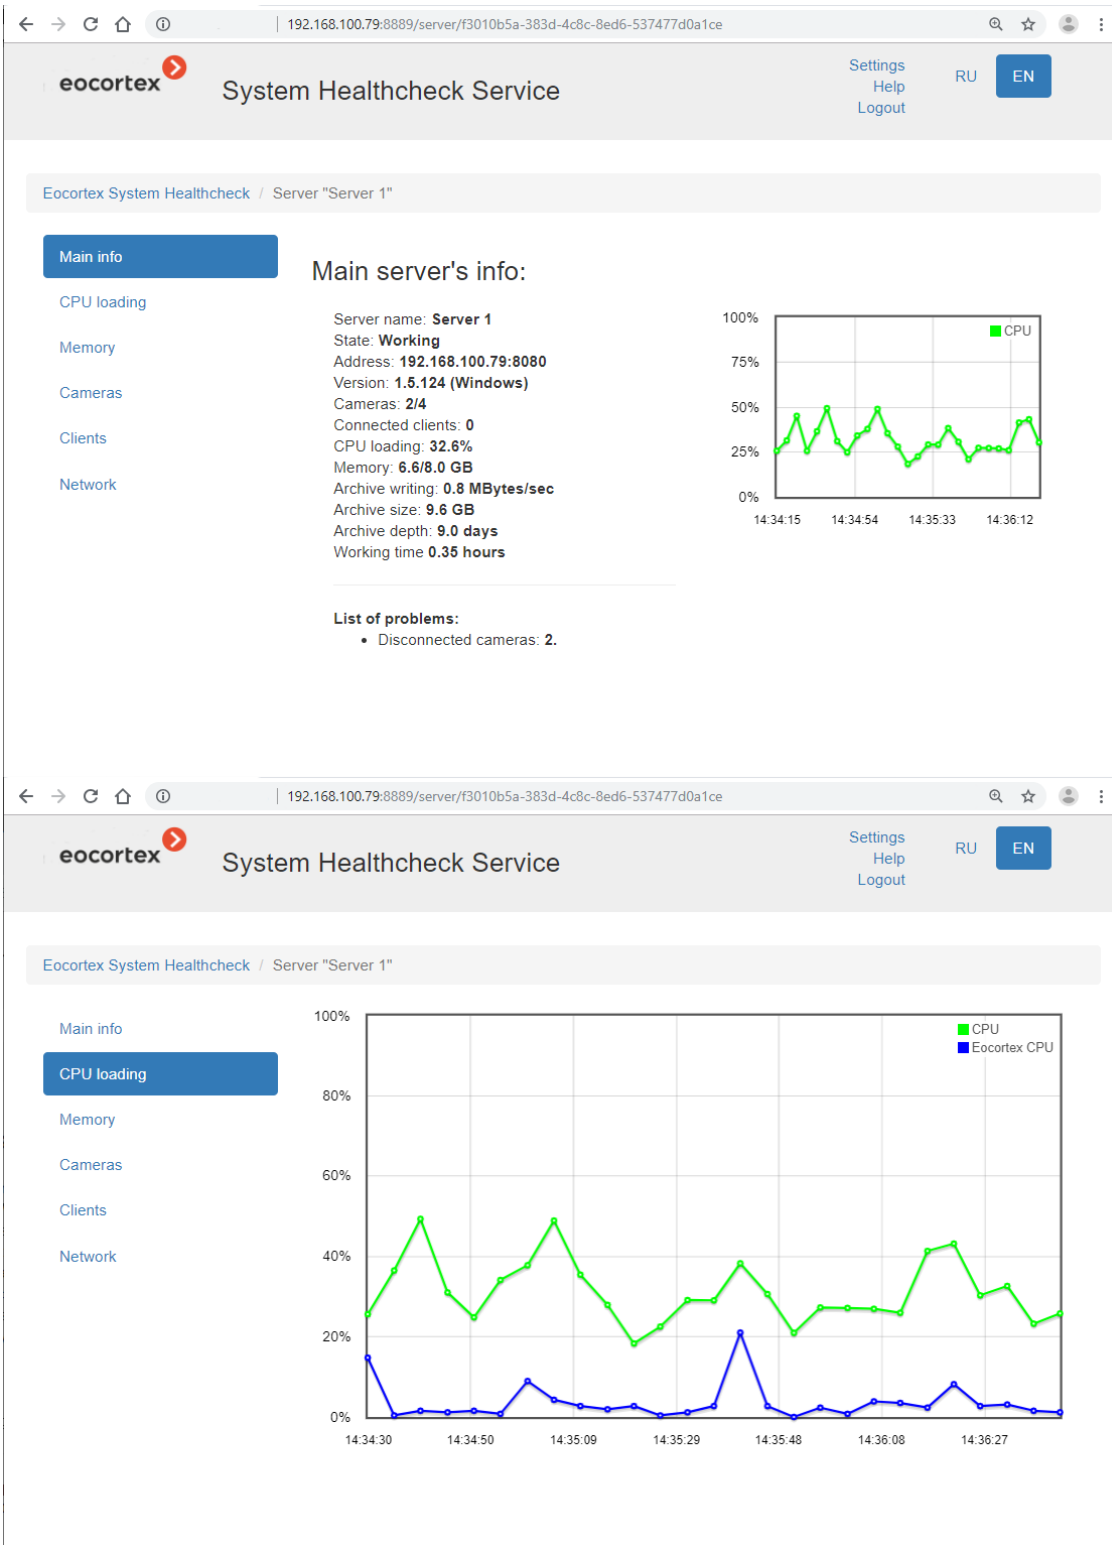 192.168.100.79:8889/server/f3010b5a-383d-4c8c-8ed6-537477d0a1ce
eocortex
System Healthcheck Service
Settings
Help
Logout
RU
EN
Eocortex System Healthcheck / Server "Server 1"
Main info
CPU loading
Memory
Cameras
Clients
Network
Main server's info:
Server name: Server 1
State: Working
Address: 192.168.100.79:8080
Version: 1.5.124 (Windows)
Cameras: 2/4
Connected clients: 0
CPU loading: 32.6%
Memory: 6.6/8.0 GB
Archive writing: 0.8 MBytes/sec
Archive size: 9.6 GB
Archive depth: 9.0 days
Working time 0.35 hours
List of problems:
• Disconnected cameras: 2.
100%
75%
50%
25%
0%
CPU
14:34:15 14:34:54 14:35:33 14:36:12
192.168.100.79:8889/server/f3010b5a-383d-4c8c-8ed6-537477d0a1ce
eocortex
System Healthcheck Service
Settings
Help
Logout
RU
EN
Eocortex System Healthcheck / Server "Server 1"
Main info
CPU loading
Memory
Cameras
Clients
Network
100%
80%
60%
40%
20%
0%
CPU
Eocortex CPU
14:34:30 14:34:50 14:35:09 14:35:29 14:35:48 14:36:08 14:36:27